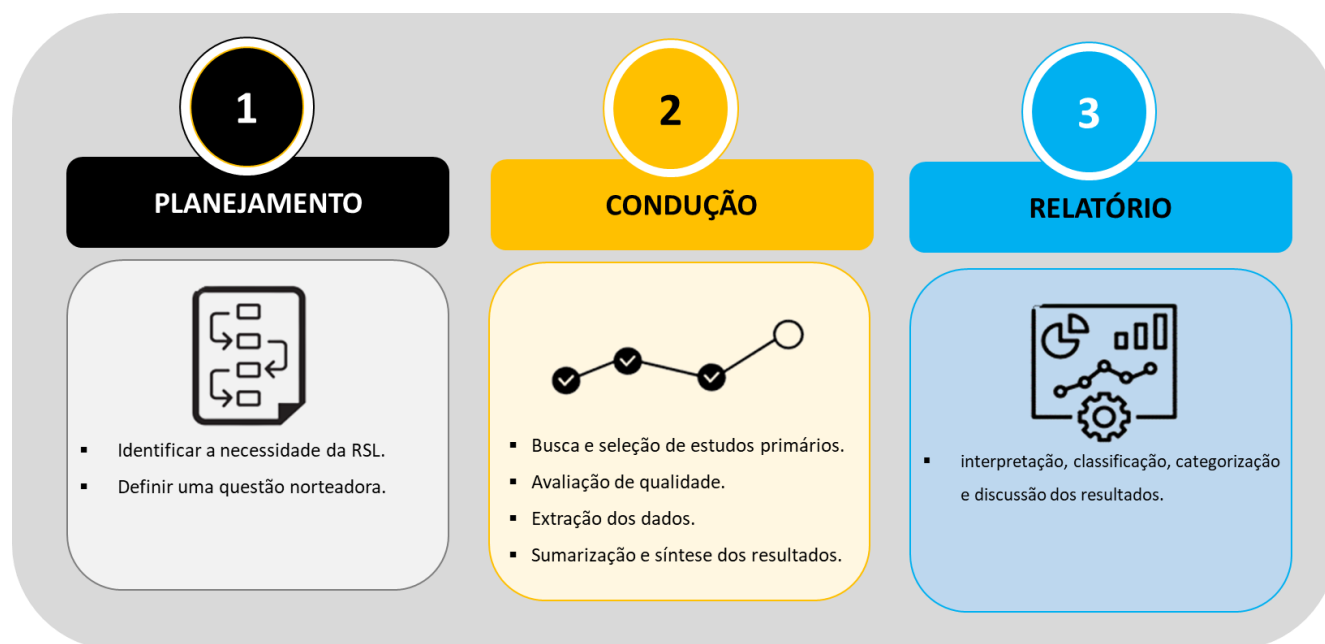 1
PLANEJAMENTO
▪ Identificar a necessidade da RSL.
▪ Definir uma questão norteadora.
2
CONDUÇÃO
▪ Busca e seleção de estudos primários.
▪ Avaliação de qualidade.
▪ Extração dos dados.
▪ Sumarização e síntese dos resultados.
3
RELATÓRIO
▪ interpretação, classificação, categorização
e discussão dos resultados.